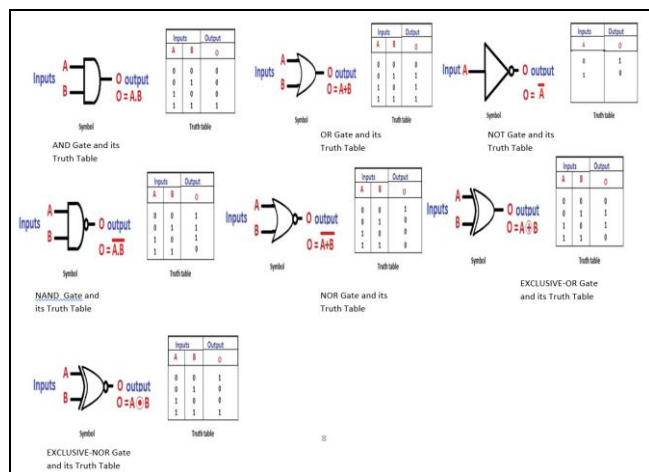 Inputs A B O output O = A.B
Symbol
Inputs Output
A B O
0 0 0
0 1 0
1 0 0
1 1 1
Truth table
AND Gate and its
Truth Table
Inputs A B O output O = A+B
Symbol
Inputs Output
A B O
0 0 0
0 1 1
1 0 1
1 1 1
Truth table
OR Gate and its
Truth Table
Input A O output O = A̅
Symbol
Inputs Output
A O
0 1
1 0
Truth table
NOT Gate and its
Truth Table
Inputs A B O output O = A̅.̅B̅
Symbol
Inputs Output
A B O
0 0 1
0 1 1
1 0 1
1 1 0
Truth table
NAND Gate and
its Truth Table
Inputs A B O output O = A̅+̅B̅
Symbol
Inputs Output
A B O
0 0 1
0 1 0
1 0 0
1 1 0
Truth table
NOR Gate and its
Truth Table
Inputs A B O output O = A ⊕ B
Symbol
Inputs Output
A B O
0 0 0
0 1 1
1 0 1
1 1 0
Truth table
EXCLUSIVE-OR Gate
and its Truth Table
Inputs A B O output O = A ⊙ B
Symbol
Inputs Output
A B O
0 0 1
0 1 0
1 0 0
1 1 1
Truth table
EXCLUSIVE-NOR Gate
and its Truth Table
8